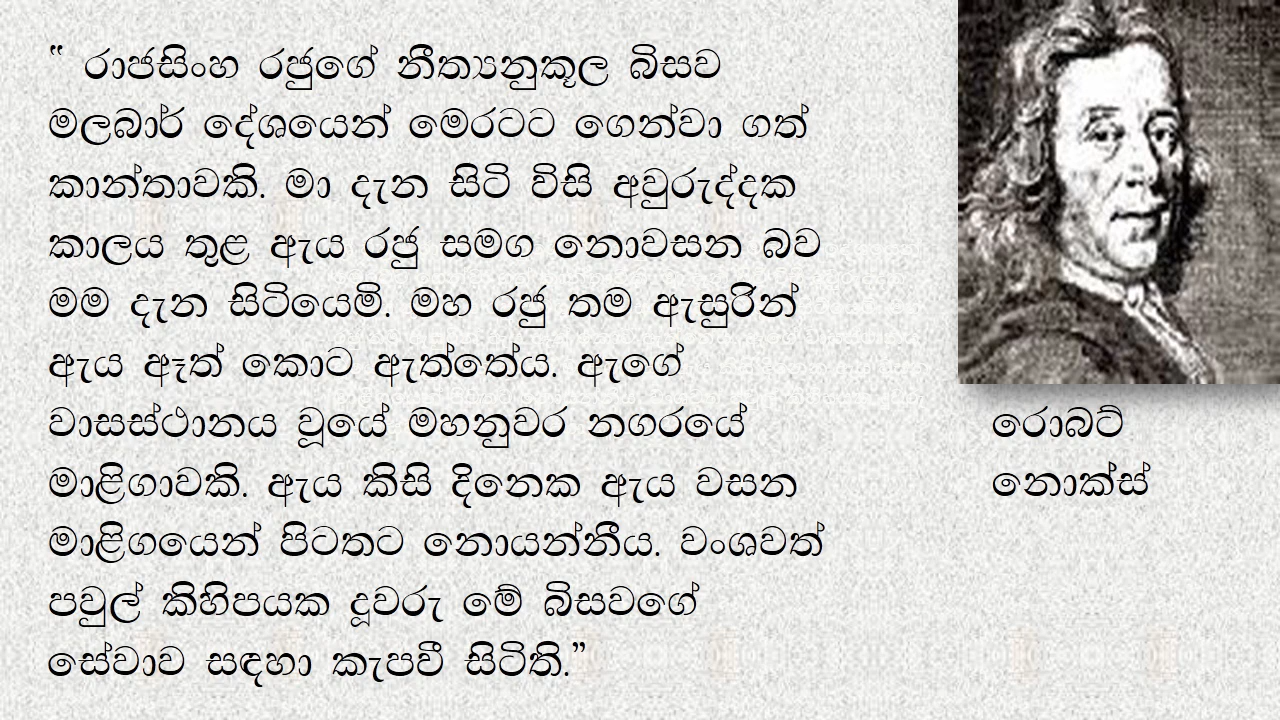 “ රාජසිංහ රජුගේ නීත්‍යනුකූල බිසව
මලබාර් දේශයෙන් මෙරටට ගෙන්වා ගත්
කාන්තාවකි. මා දැන සිටි විසි අවුරුද්දක
කාලය තුළ ඇය රජු සමග නොවසන බව
මම දැන සිටියෙමි. මහ රජු තම ඇසුරින්
ඇය ඈත් කොට ඇත්තේය. ඇගේ
වාසස්ථානය වූයේ මහනුවර නගරයේ
මාළිගාවකි. ඇය කිසි දිනෙක ඇය වසන
මාළිගයෙන් පිටතට නොයන්නීය. වංශවත්
පවුල් කිහිපයක දූවරු මේ බිසවගේ
සේවාව සඳහා කැපවී සිටිති.”
රොබට්
නොක්ස්